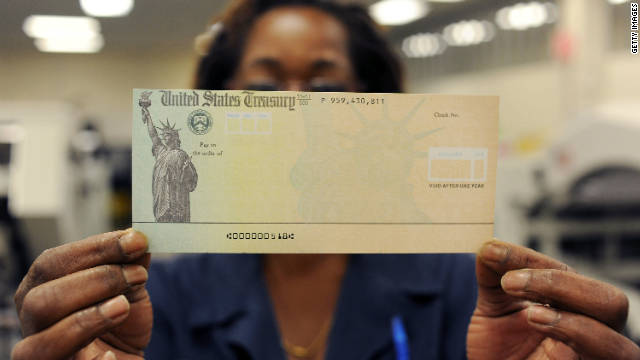 United States Treasury
P 959,430,811
Check No.
Pay to
the order of
VOID AFTER ONE YEAR
GETTY IMAGES